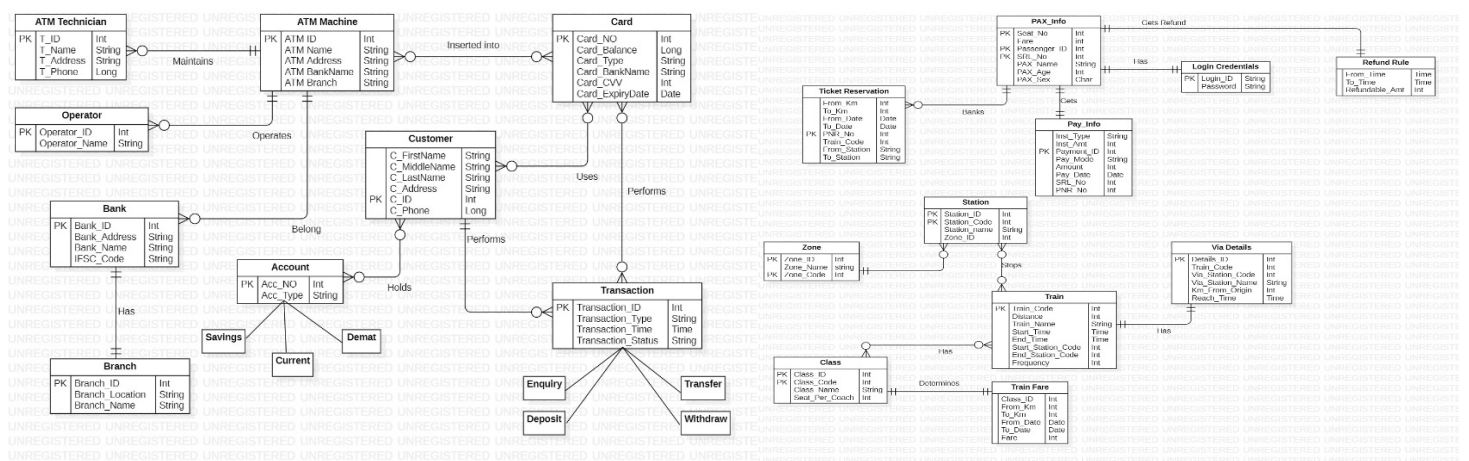 ATM Technician
PK T_ID Int
T_Name String
T_Address String
T_Phone Long
Maintains
ATM Machine
PK ATM ID Int
ATM Name String
ATM Address String
ATM BankName String
ATM Branch String
Inserted into
Card
PK Card_NO Int
Card_Balance Long
Card_Type String
Card_BankName String
Card_CVV Int
Card_ExpiryDate Date
Operator
PK Operator_ID Int
Operator_Name String
Operates
Customer
C_FirstName String
C_MiddleName String
C_LastName String
C_Address String
PK C_ID Int
C_Phone Long
Uses
Performs
Bank
PK Bank_ID Int
Bank_Address String
Bank_Name String
IFSC_Code String
Belong
Performs
Account
PK Acc_NO Int
Acc_Type String
Holds
Has
Savings
Current
Demat
Transaction
PK Transaction_ID Int
Transaction_Type String
Transaction_Time Time
Transaction_Status String
Branch
PK Branch_ID Int
Branch_Location String
Branch_Name String
Enquiry
Transfer
Deposit
Withdraw
PAX_Info
PK Seat_No Int
Fare int
PK Passenger_ID Int
PK SRL_No Int
PAX_Name String
PAX_Age Int
PAX_Sex Char
Gets Refund
Refund Rule
From_Time Time
To_Time Time
Refundable_Amt Int
Has
Login Credentials
PK Login_ID String
Password String
Ticket Reservation
From_Km Int
To_Km Int
From_Date Date
To_Date Date
PK PNR_No Int
Train_Code Int
From_Station String
To_Station String
Banks
Gets
Pay_Info
Inst_Type String
Inst_Amt Int
PK Payment_ID Int
Pay_Mode String
Amount Int
Pay_Date Date
SRL_No Int
PNR_No Int
Station
PK Station_ID Int
PK Station_Code Int
Station_name String
Zone_ID Int
Zone
PK Zone_ID Int
PK Zone_Name string
PK Zone_Code Int
Stops
Via Details
PK Details_ID Int
Train_Code Int
Via_Station_Code Int
Via_Station_Name String
Km_From_Origin Int
Reach_Time Time
Train
PK Train_Code Int
Distance Int
Train_Name String
Start_Time Time
End_Time Time
Start_Station_Code Int
End_Station_Code Int
Frequency Int
Has
Has
Class
PK Class_ID Int
PK Class_Code Int
Class_Name String
Seat_Per_Coach Int
Determines
Train Fare
Class_ID Int
From_Km Int
To_Km Int
From_Date Date
To_Date Date
Fare Int